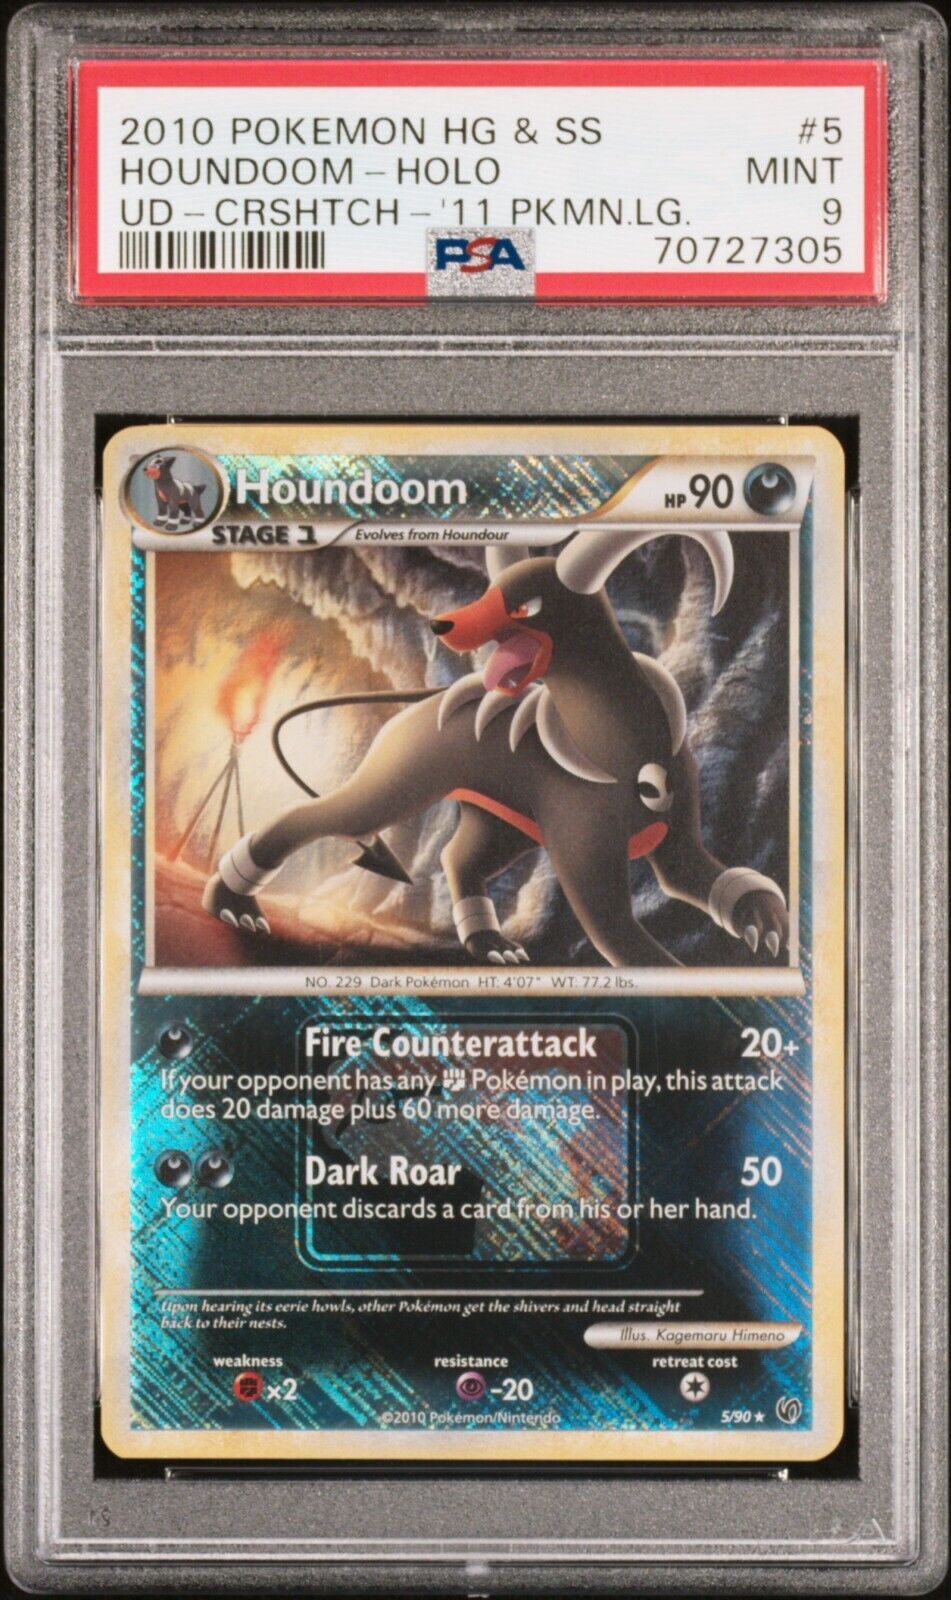 2010 POKEMON HG & SS #5
HOUNDOOM - HOLO MINT
UD - CRSHTCH - '11 PKMN.LG. 9
PSA 70727305
Houndoom HP 90
STAGE 1 Evolves from Houndour
NO. 229 Dark Pokémon HT: 4'07" WT: 77.2 lbs.
Fire Counterattack 20+
If your opponent has any Pokémon in play, this attack
does 20 damage plus 60 more damage.
Dark Roar 50
Your opponent discards a card from his or her hand.
Upon hearing its eerie howls, other Pokémon get the shivers and head straight
back to their nests.
Illus. Kagemaru Himeno
weakness resistance retreat cost
×2 -20
©2010 Pokémon/Nintendo 5/90 ★